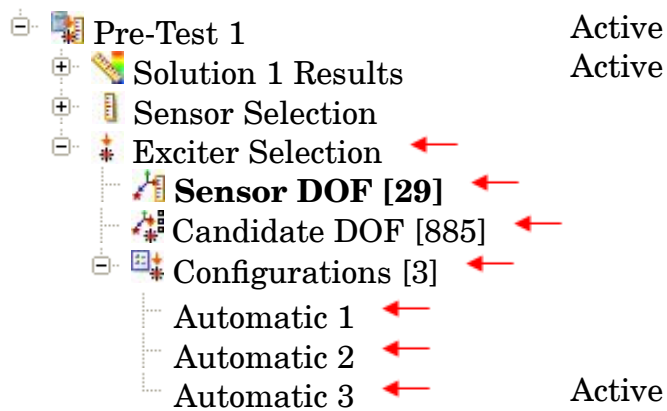 Pre-Test 1 Active
Solution 1 Results Active
Sensor Selection
Exciter Selection
Sensor DOF [29]
Candidate DOF [885]
Configurations [3]
Automatic 1
Automatic 2
Automatic 3 Active